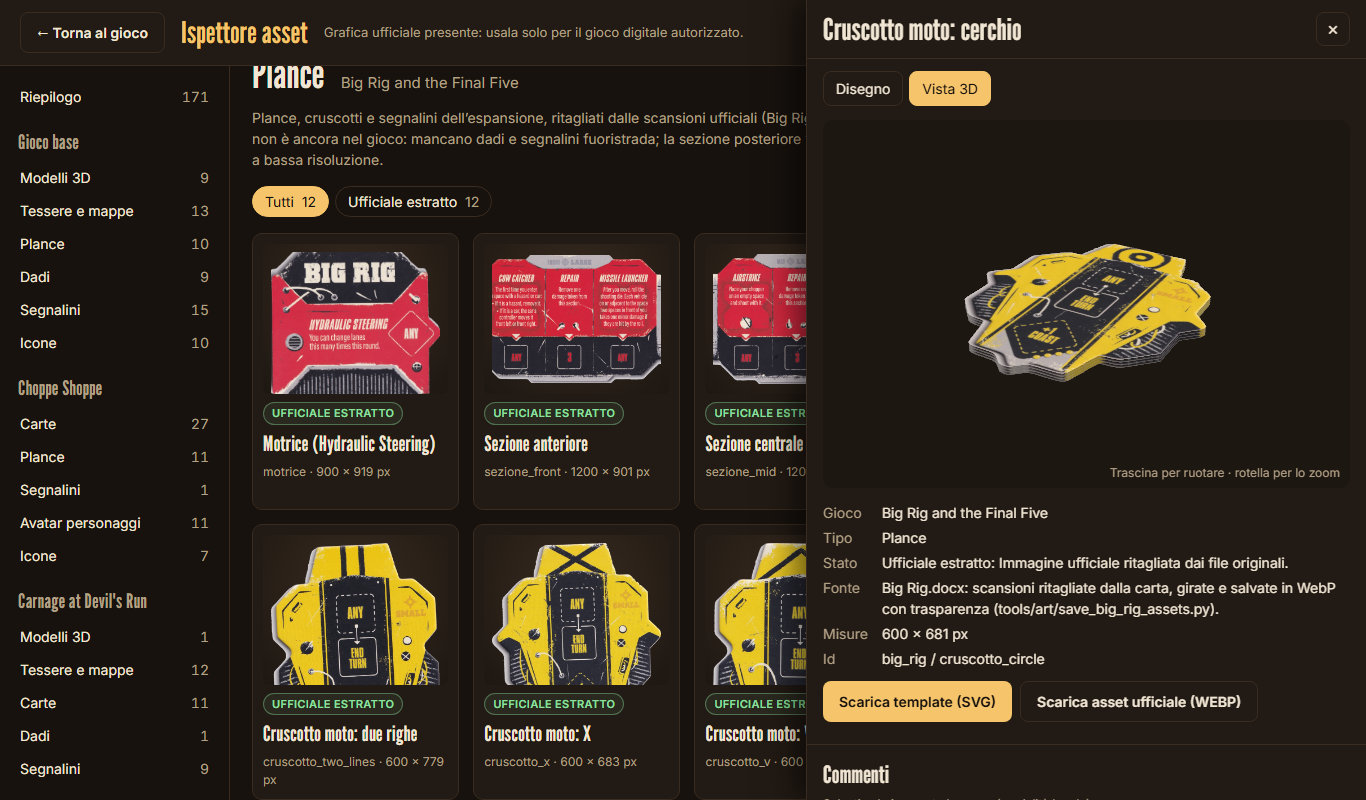 ← Torna al gioco
Ispettore asset
Grafica ufficiale presente: usala solo per il gioco digitale autorizzato.
Riepilogo 171
Gioco base
Modelli 3D 9
Tessere e mappe 13
Plance 10
Dadi 9
Segnalini 15
Icone 10
Choppe Shoppe
Carte 27
Plance 11
Segnalini 1
Avatar personaggi 11
Icone 7
Carnage at Devil's Run
Modelli 3D 1
Tessere e mappe 12
Carte 11
Dadi 1
Segnalini 9
Plance Big Rig and the Final Five
Plance, cruscotti e segnalini dell'espansione, ritagliati dalle scansioni ufficiali (Big Rig
non è ancora nel gioco: mancano dadi e segnalini fuoristrada; la sezione posteriore
a bassa risoluzione.
Tutti 12
Ufficiale estratto 12
BIG RIG
HYDRAULIC STEERING
You can change lanes
this many times this round.
ANY
UFFICIALE ESTRATTO
Motrice (Hydraulic Steering)
motrice · 900 × 919 px
COW CATCHER
REPAIR
MISSILE LAUNCHER
ANY
3
ANY
UFFICIALE ESTRATTO
Sezione anteriore
sezione_front · 1200 × 901 px
AIRSTRIKE
REPAIR
ANY
3
UFFICIALE ESTR
Sezione centrale
sezione_mid · 120
ANY
END
TURN
SMALL
UFFICIALE ESTRATTO
Cruscotto moto: due righe
cruscotto_two_lines · 600 × 779
px
ANY
END
TURN
SMALL
UFFICIALE ESTRATTO
Cruscotto moto: X
cruscotto_x · 600 × 683 px
ANY
END
TURN
UFFICIALE ESTR
Cruscotto moto:
cruscotto_v · 600
Cruscotto moto: cerchio
×
Disegno
Vista 3D
ANY
END
TURN
+1
COAST
SMALL
Trascina per ruotare · rotella per lo zoom
Gioco Big Rig and the Final Five
Tipo Plance
Stato Ufficiale estratto: Immagine ufficiale ritagliata dai file originali.
Fonte Big Rig.docx: scansioni ritagliate dalla carta, girate e salvate in WebP
con trasparenza (tools/art/save_big_rig_assets.py).
Misure 600 × 681 px
Id big_rig / cruscotto_circle
Scarica template (SVG)
Scarica asset ufficiale (WEBP)
Commenti